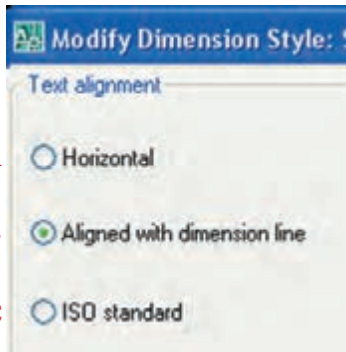 Modify Dimension Style:
Text alignment
Horizontal
Aligned with dimension line
ISO standard